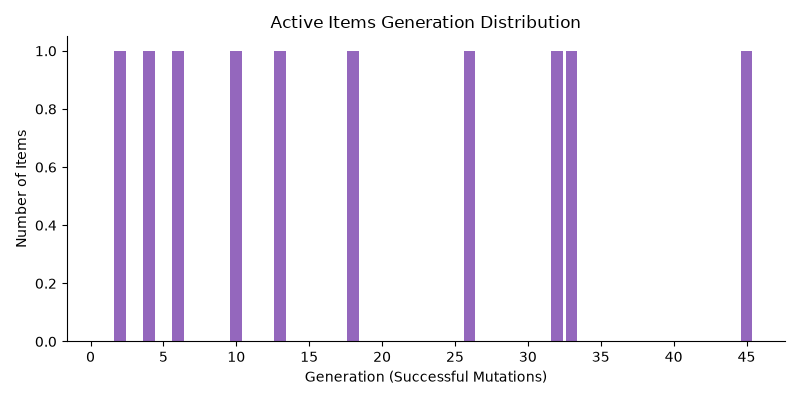 Active Items Generation Distribution
Number of Items
1.0
0.8
0.6
0.4
0.2
0.0
0 5 10 15 20 25 30 35 40 45
Generation (Successful Mutations)